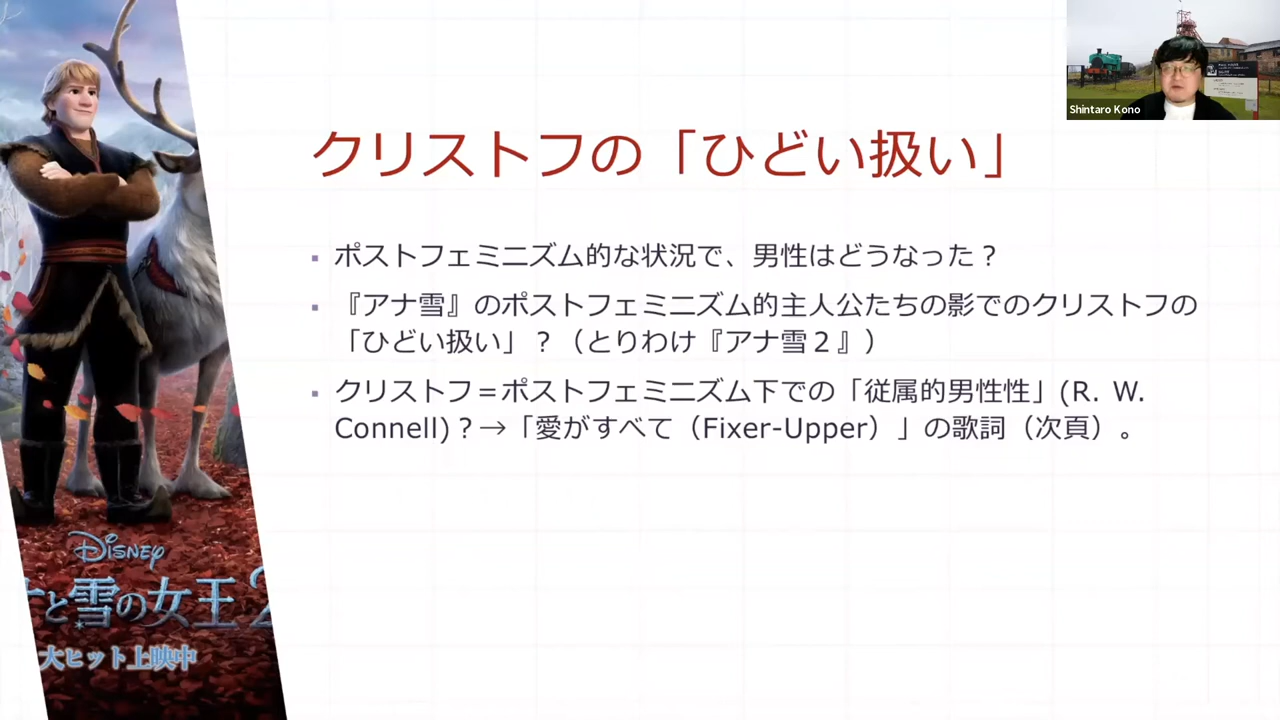 クリストフの「ひどい扱い」
ポストフェミニズム的な状況で、男性はどうなった？
『アナ雪』のポストフェミニズム的主人公たちの影でのクリストフの
「ひどい扱い」？（とりわけ『アナ雪２』）
クリストフ＝ポストフェミニズム下での「従属的男性性」(R. W.
Connell)？→「愛がすべて（Fixer-Upper）」の歌詞（次頁）。
Shintaro Kono
Disney
と雪の女王2
大ヒット上映中